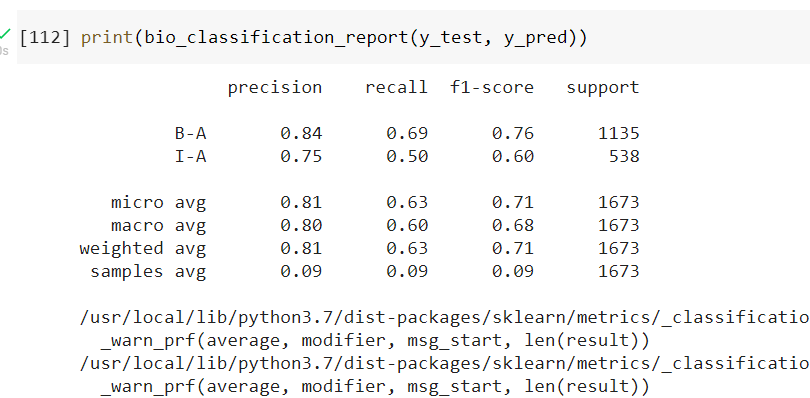 [112] print(bio_classification_report(y_test, y_pred))
precision recall f1-score support
B-A 0.84 0.69 0.76 1135
I-A 0.75 0.50 0.60 538
micro avg 0.81 0.63 0.71 1673
macro avg 0.80 0.60 0.68 1673
weighted avg 0.81 0.63 0.71 1673
samples avg 0.09 0.09 0.09 1673
/usr/local/lib/python3.7/dist-packages/sklearn/metrics/_classificatio
_warn_prf(average, modifier, msg_start, len(result))
/usr/local/lib/python3.7/dist-packages/sklearn/metrics/_classificatio
_warn_prf(average, modifier, msg_start, len(result))